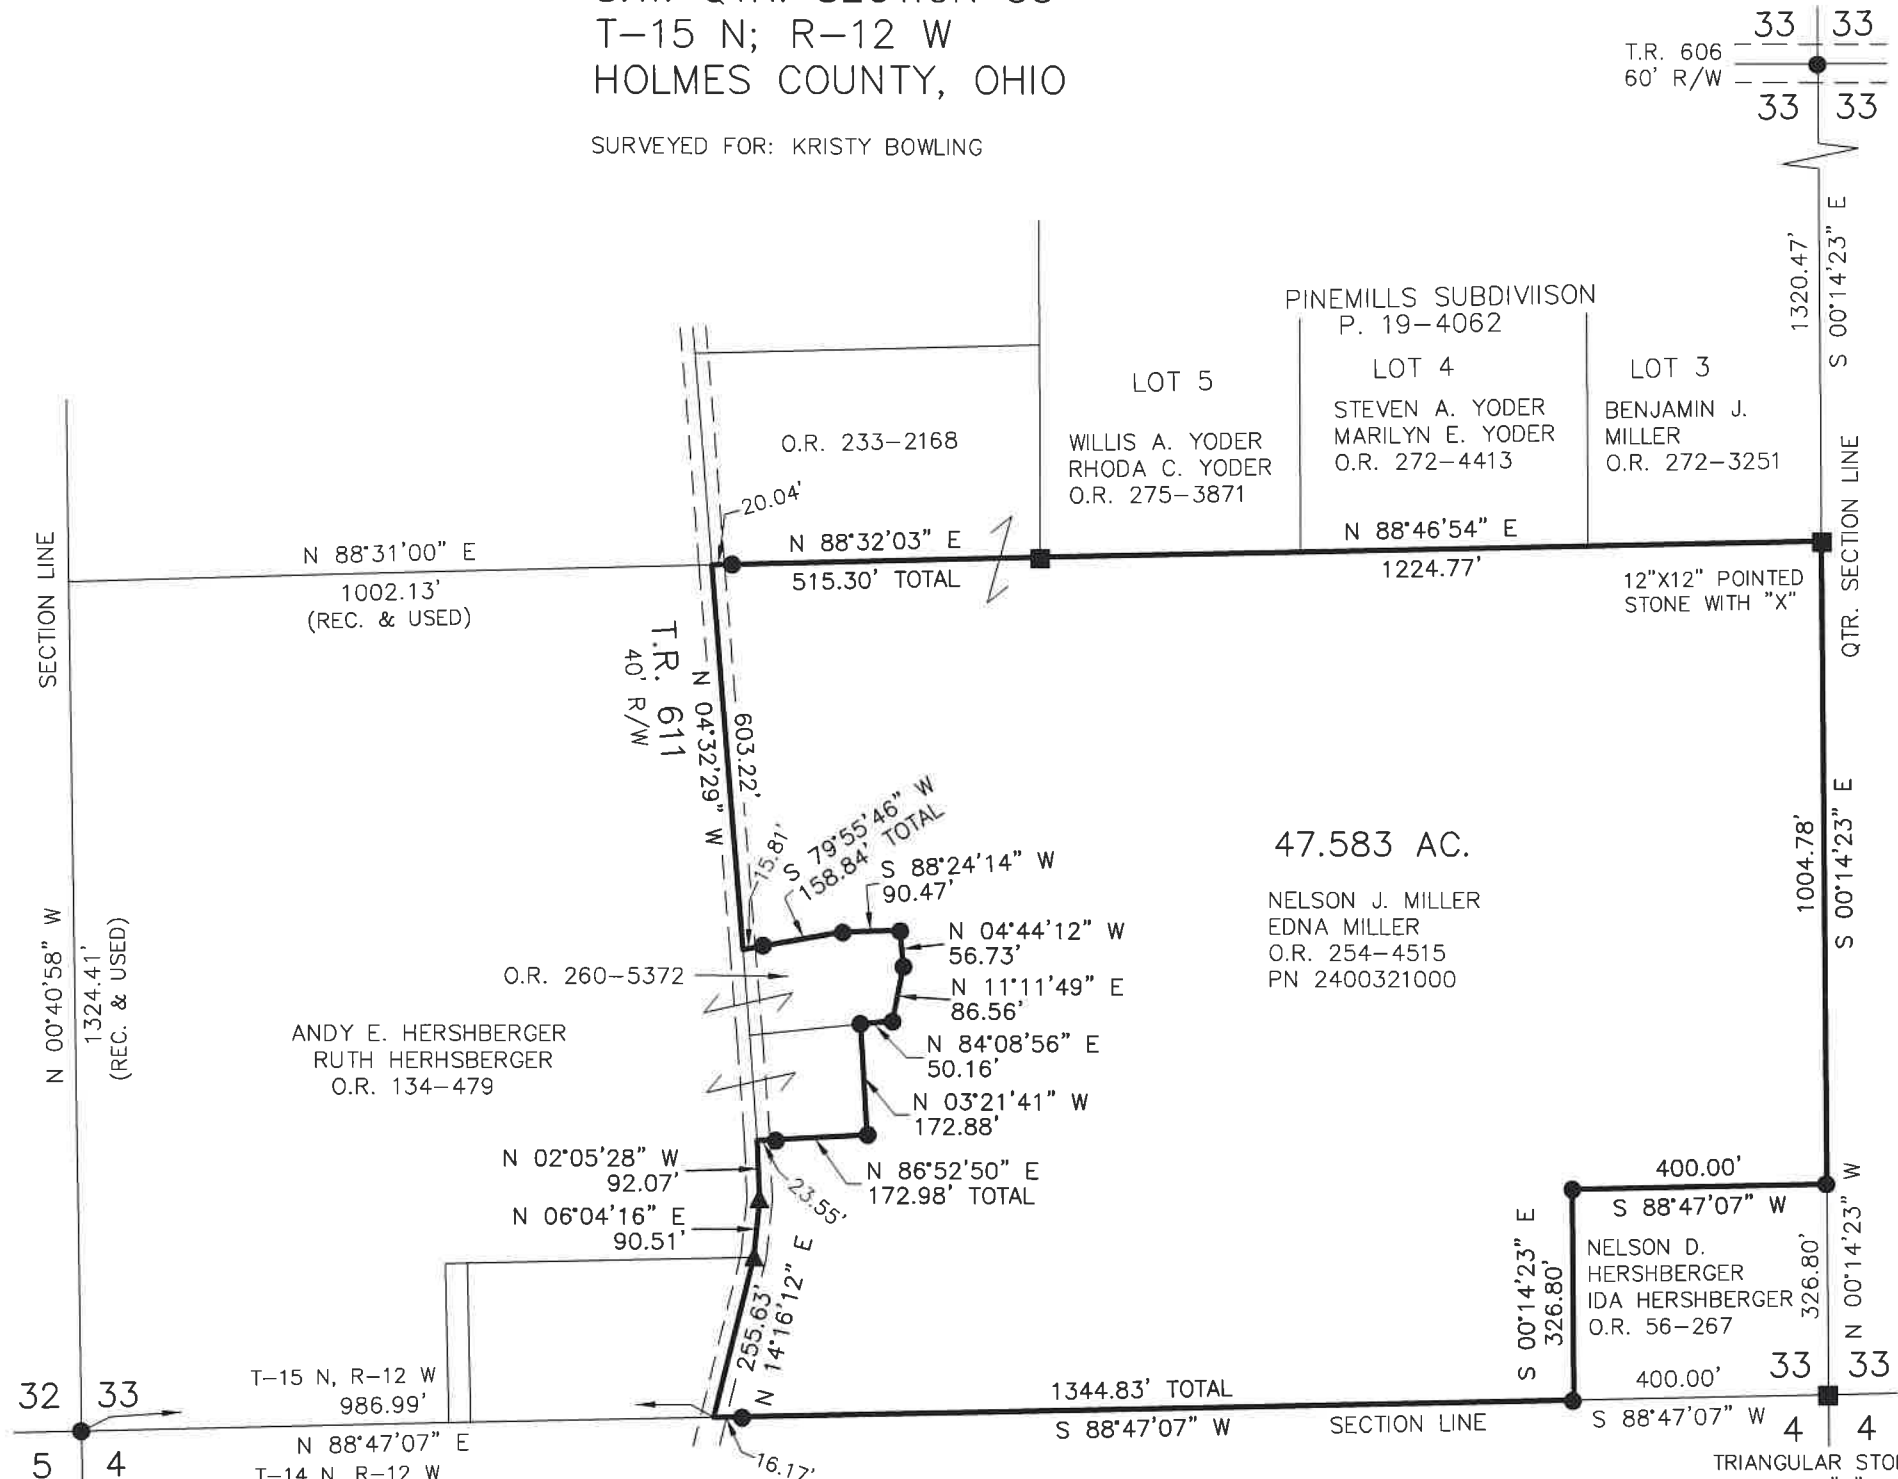 T-15 N; R-12 W
HOLMES COUNTY, OHIO
SURVEYED FOR: KRISTY BOWLING
33 33
T.R. 606
60' R/W
33 33
1320.47'
S 00°14'23" E
PINEMILLS SUBDIVIISON
P. 19-4062
LOT 5
WILLIS A. YODER
RHODA C. YODER
O.R. 275-3871
LOT 4
STEVEN A. YODER
MARILYN E. YODER
O.R. 272-4413
LOT 3
BENJAMIN J.
MILLER
O.R. 272-3251
O.R. 233-2168
20.04'
SECTION LINE
N 88°31'00" E
1002.13'
(REC. & USED)
N 88°32'03" E
515.30' TOTAL
N 88°46'54" E
1224.77'
12"X12" POINTED
STONE WITH "X"
QTR. SECTION LINE
T.R. 611
40' R/W
N 04°32'29" W
603.22'
15.81'
S 79°55'46" W
158.84' TOTAL
S 88°24'14" W
90.47'
N 04°44'12" W
56.73'
N 11°11'49" E
86.56'
N 84°08'56" E
50.16'
N 03°21'41" W
172.88'
N 86°52'50" E
172.98' TOTAL
23.55'
47.583 AC.
NELSON J. MILLER
EDNA MILLER
O.R. 254-4515
PN 2400321000
1004.78'
S 00°14'23" E
N 00°40'58" W
1324.41'
(REC. & USED)
O.R. 260-5372
ANDY E. HERSHBERGER
RUTH HERHSBERGER
O.R. 134-479
N 02°05'28" W
92.07'
N 06°04'16" E
90.51'
255.63'
N 14°16'12" E
400.00'
S 88°47'07" W
S 00°14'23" E
326.80'
NELSON D.
HERSHBERGER
IDA HERSHBERGER
O.R. 56-267
326.80'
N 00°14'23" W
32 33
T-15 N, R-12 W
986.99'
N 88°47'07" E
T-14 N, R-12 W
5 4
16.17'
1344.83' TOTAL
S 88°47'07" W
SECTION LINE
400.00'
S 88°47'07" W
33 33
4 4
TRIANGULAR